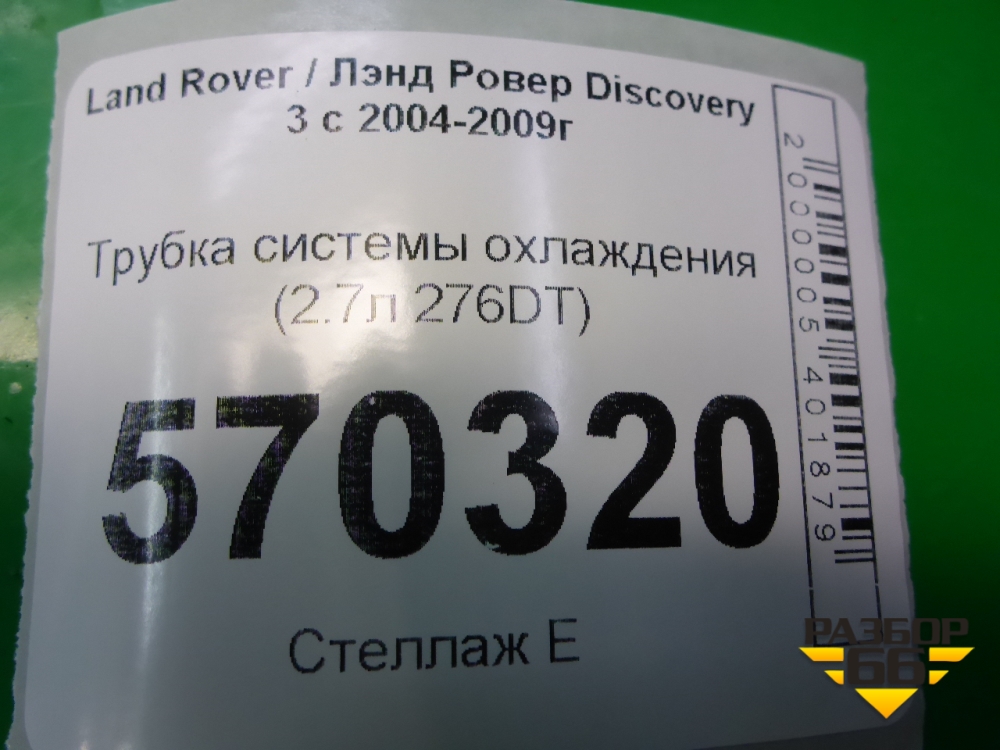 Land Rover / Лэнд Ровер Discovery
3 с 2004-2009г
Трубка системы охлаждения
(2.7л 276DT)
570320
Стеллаж Е
2000005401879
РАЗБОР
66